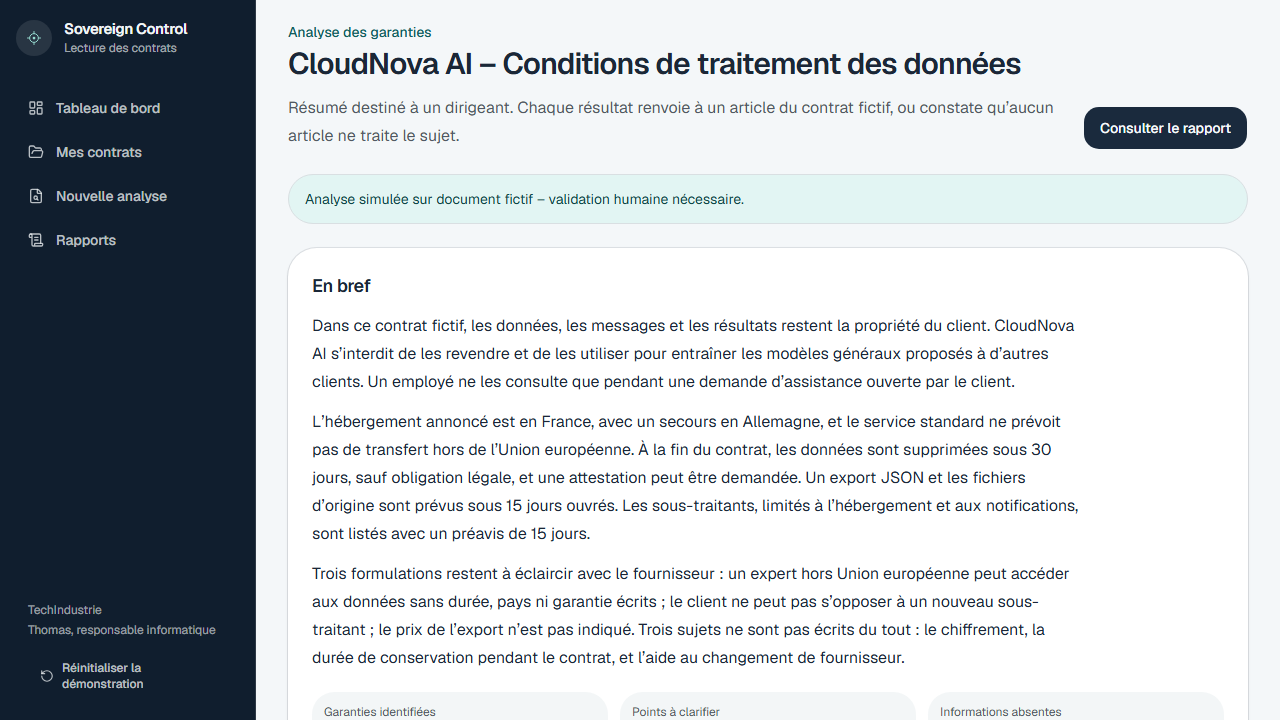 Sovereign Control
Lecture des contrats
Tableau de bord
Mes contrats
Nouvelle analyse
Rapports
TechIndustrie
Thomas, responsable informatique
Réinitialiser la
démonstration
Analyse des garanties
CloudNova AI – Conditions de traitement des données
Résumé destiné à un dirigeant. Chaque résultat renvoie à un article du contrat fictif, ou constate qu’aucun
article ne traite le sujet.
Consulter le rapport
Analyse simulée sur document fictif – validation humaine nécessaire.
En bref
Dans ce contrat fictif, les données, les messages et les résultats restent la propriété du client. CloudNova
AI s’interdit de les revendre et de les utiliser pour entraîner les modèles généraux proposés à d’autres
clients. Un employé ne les consulte que pendant une demande d’assistance ouverte par le client.
L’hébergement annoncé est en France, avec un secours en Allemagne, et le service standard ne prévoit
pas de transfert hors de l’Union européenne. À la fin du contrat, les données sont supprimées sous 30
jours, sauf obligation légale, et une attestation peut être demandée. Un export JSON et les fichiers
d’origine sont prévus sous 15 jours ouvrés. Les sous-traitants, limités à l’hébergement et aux notifications,
sont listés avec un préavis de 15 jours.
Trois formulations restent à éclaircir avec le fournisseur : un expert hors Union européenne peut accéder
aux données sans durée, pays ni garantie écrits ; le client ne peut pas s’opposer à un nouveau sous-
traitant ; le prix de l’export n’est pas indiqué. Trois sujets ne sont pas écrits du tout : le chiffrement, la
durée de conservation pendant le contrat, et l’aide au changement de fournisseur.
Garanties identifiées
Points à clarifier
Informations absentes